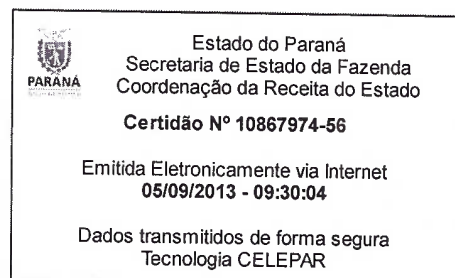 PARANÁ
Estado do Paraná
Secretaria de Estado da Fazenda
Coordenação da Receita do Estado
Certidão Nº 10867974-56
Emitida Eletronicamente via Internet
05/09/2013 - 09:30:04
Dados transmitidos de forma segura
Tecnologia CELEPAR